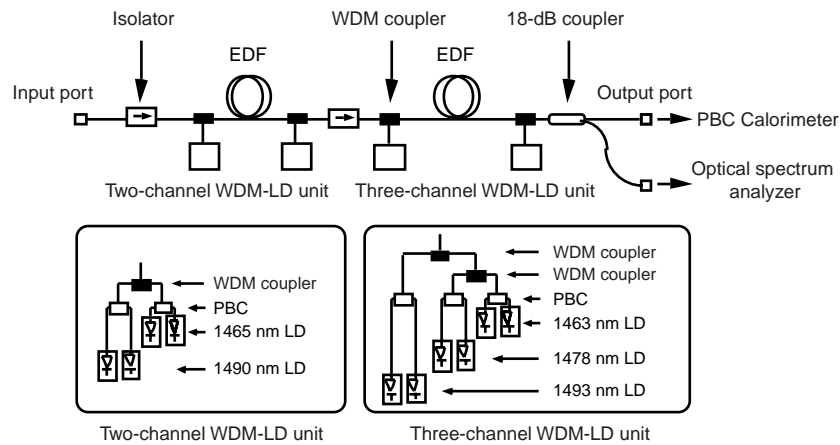 Isolator
WDM coupler
18-dB coupler
EDF
EDF
Input port
Output port
PBC Calorimeter
Optical spectrum
analyzer
Two-channel WDM-LD unit
Three-channel WDM-LD unit
WDM coupler
PBC
1465 nm LD
1490 nm LD
WDM coupler
WDM coupler
PBC
1463 nm LD
1478 nm LD
1493 nm LD
Two-channel WDM-LD unit
Three-channel WDM-LD unit